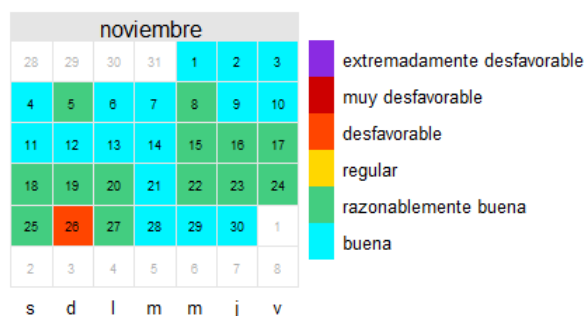 noviembre
28 29 30 31 1 2 3
4 5 6 7 8 9 10
11 12 13 14 15 16 17
18 19 20 21 22 23 24
25 26 27 28 29 30 1
2 3 4 5 6 7 8
s d l m m j v
extremadamente desfavorable
muy desfavorable
desfavorable
regular
razonablemente buena
buena